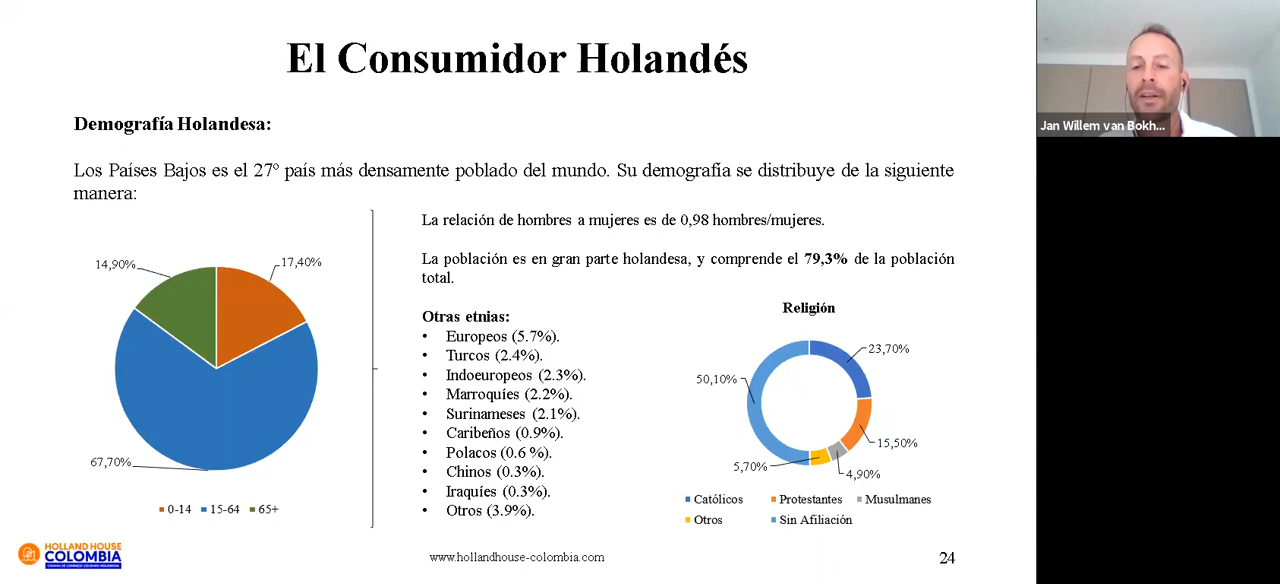 El Consumidor Holandés
Jan Willem van Bokh...
Demografía Holandesa:
Los Países Bajos es el 27º país más densamente poblado del mundo. Su demografía se distribuye de la siguiente
manera:
La relación de hombres a mujeres es de 0,98 hombres/mujeres.
La población es en gran parte holandesa, y comprende el 79,3% de la población
total.
14,90%
17,40%
67,70%
0-14 15-64 65+
Otras etnias:
• Europeos (5.7%).
• Turcos (2.4%).
• Indoeuropeos (2.3%).
• Marroquíes (2.2%).
• Surinameses (2.1%).
• Caribeños (0.9%).
• Polacos (0.6 %).
• Chinos (0.3%).
• Iraquíes (0.3%).
• Otros (3.9%).
Religión
23,70%
50,10%
15,50%
5,70%
4,90%
Católicos Protestantes Musulmanes
Otros Sin Afiliación
HOLLAND HOUSE
COLOMBIA
CÁMARA DE COMERCIO COLOMBO HOLANDESA
www.hollandhouse-colombia.com
24